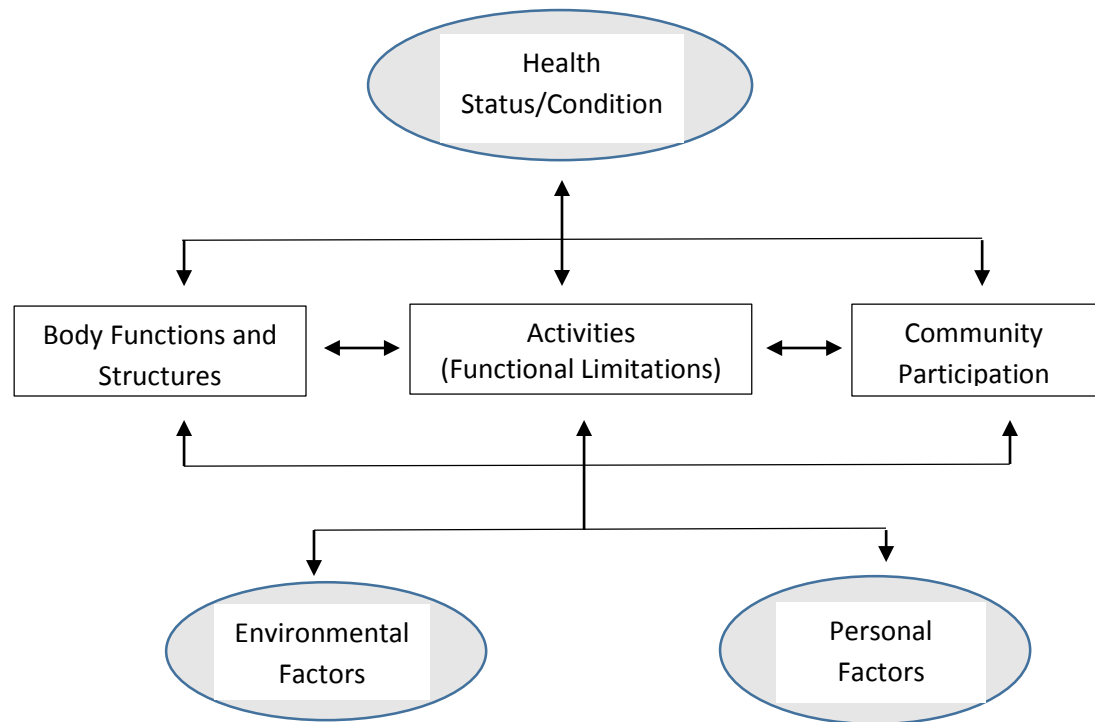 Health
Status/Condition
Body Functions and
Structures
Activities
(Functional Limitations)
Community
Participation
Environmental
Factors
Personal
Factors